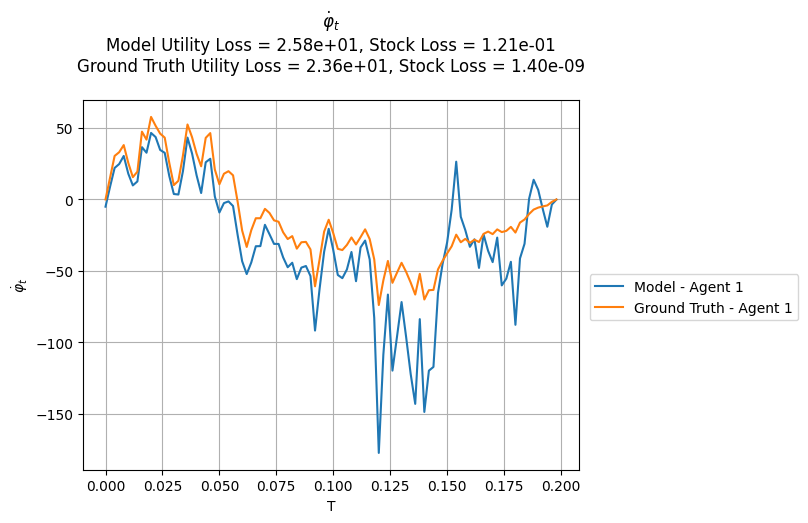 φ̇ₜ
Model Utility Loss = 2.58e+01, Stock Loss = 1.21e-01
Ground Truth Utility Loss = 2.36e+01, Stock Loss = 1.40e-09
50
0
−50
−100
−150
φ̇ₜ
0.000 0.025 0.050 0.075 0.100 0.125 0.150 0.175 0.200
T
Model - Agent 1
Ground Truth - Agent 1